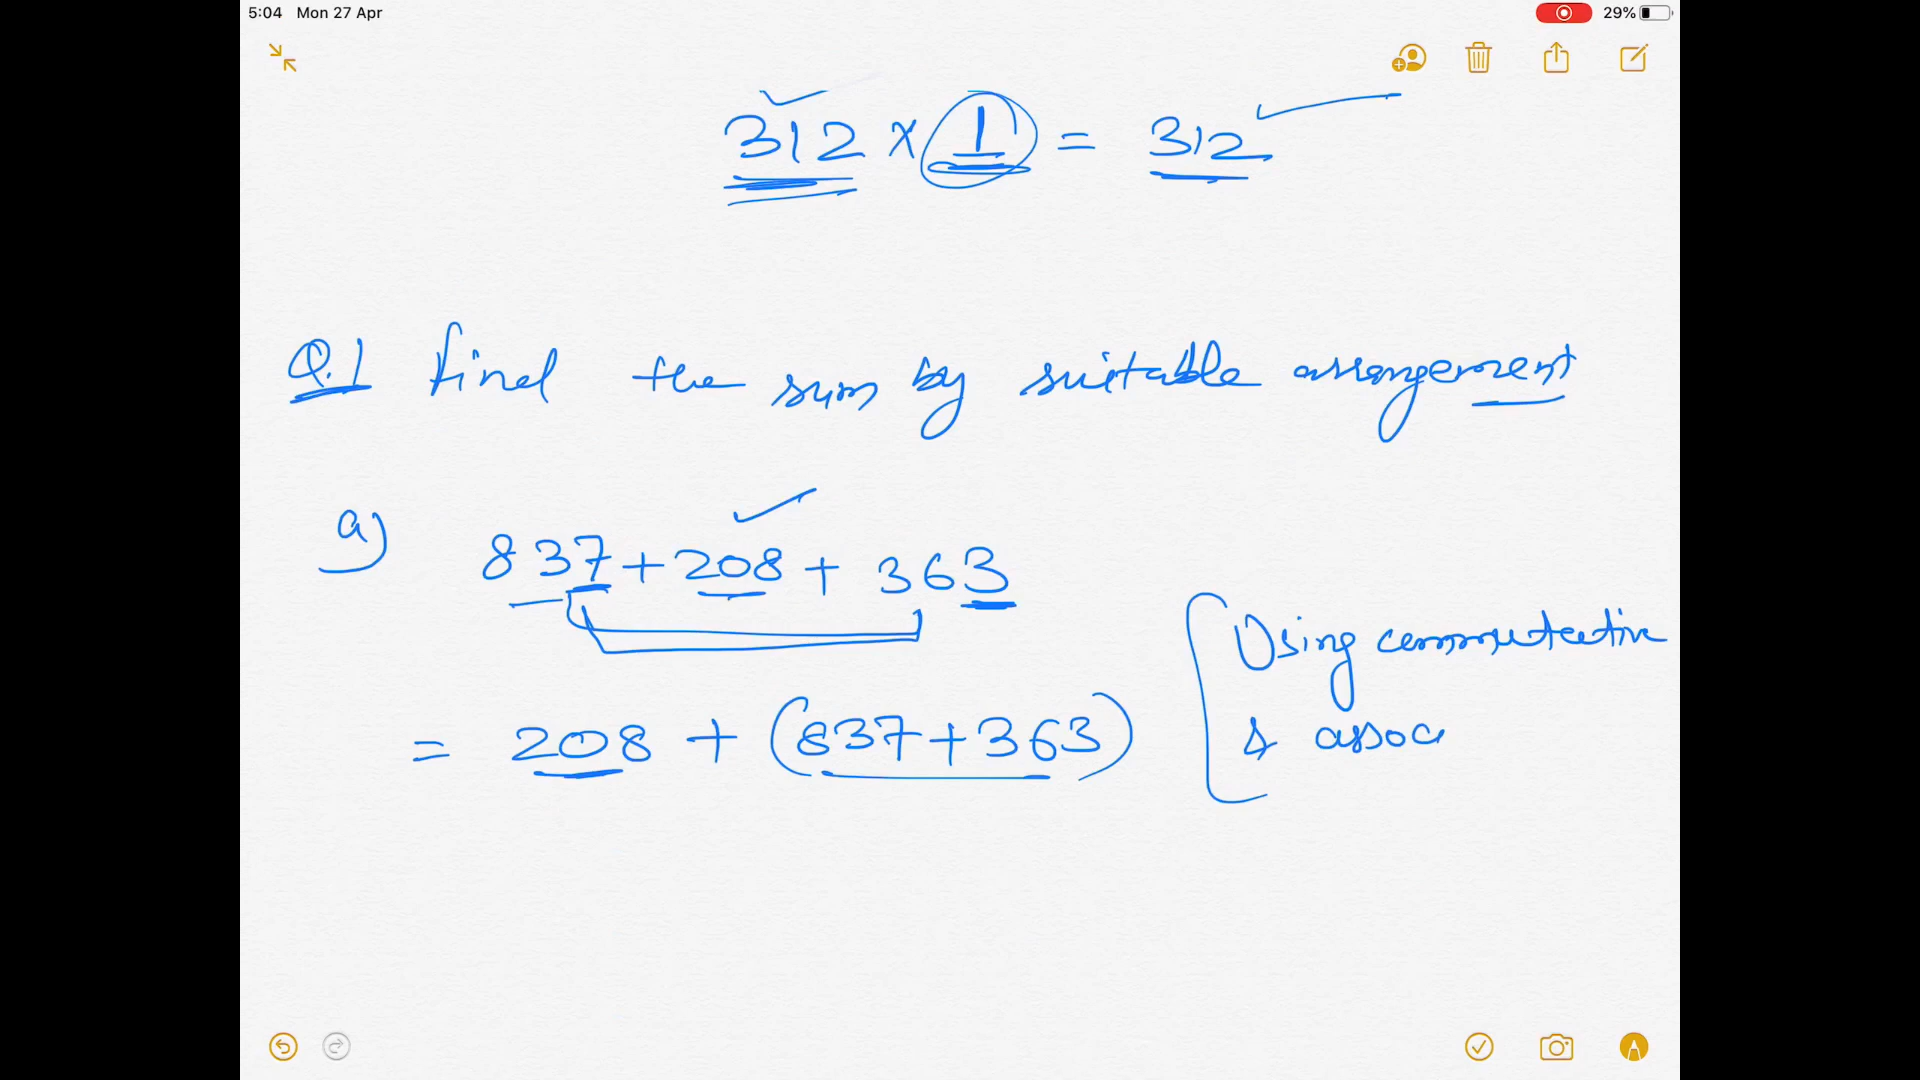 5:04 Mon 27 Apr 29%
312 × 1 = 312
Q.1 Find the sum by suitable arrangement
a)
837 + 208 + 363
Using commutative
= 208 + (837 + 363)
& assoc